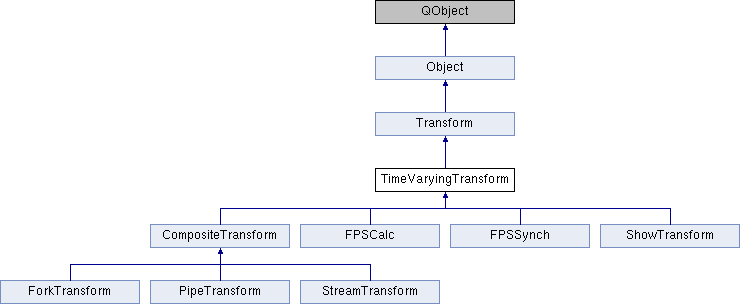 QObject
Object
Transform
TimeVaryingTransform
CompositeTransform
FPSCalc
FPSSynch
ShowTransform
ForkTransform
PipeTransform
StreamTransform